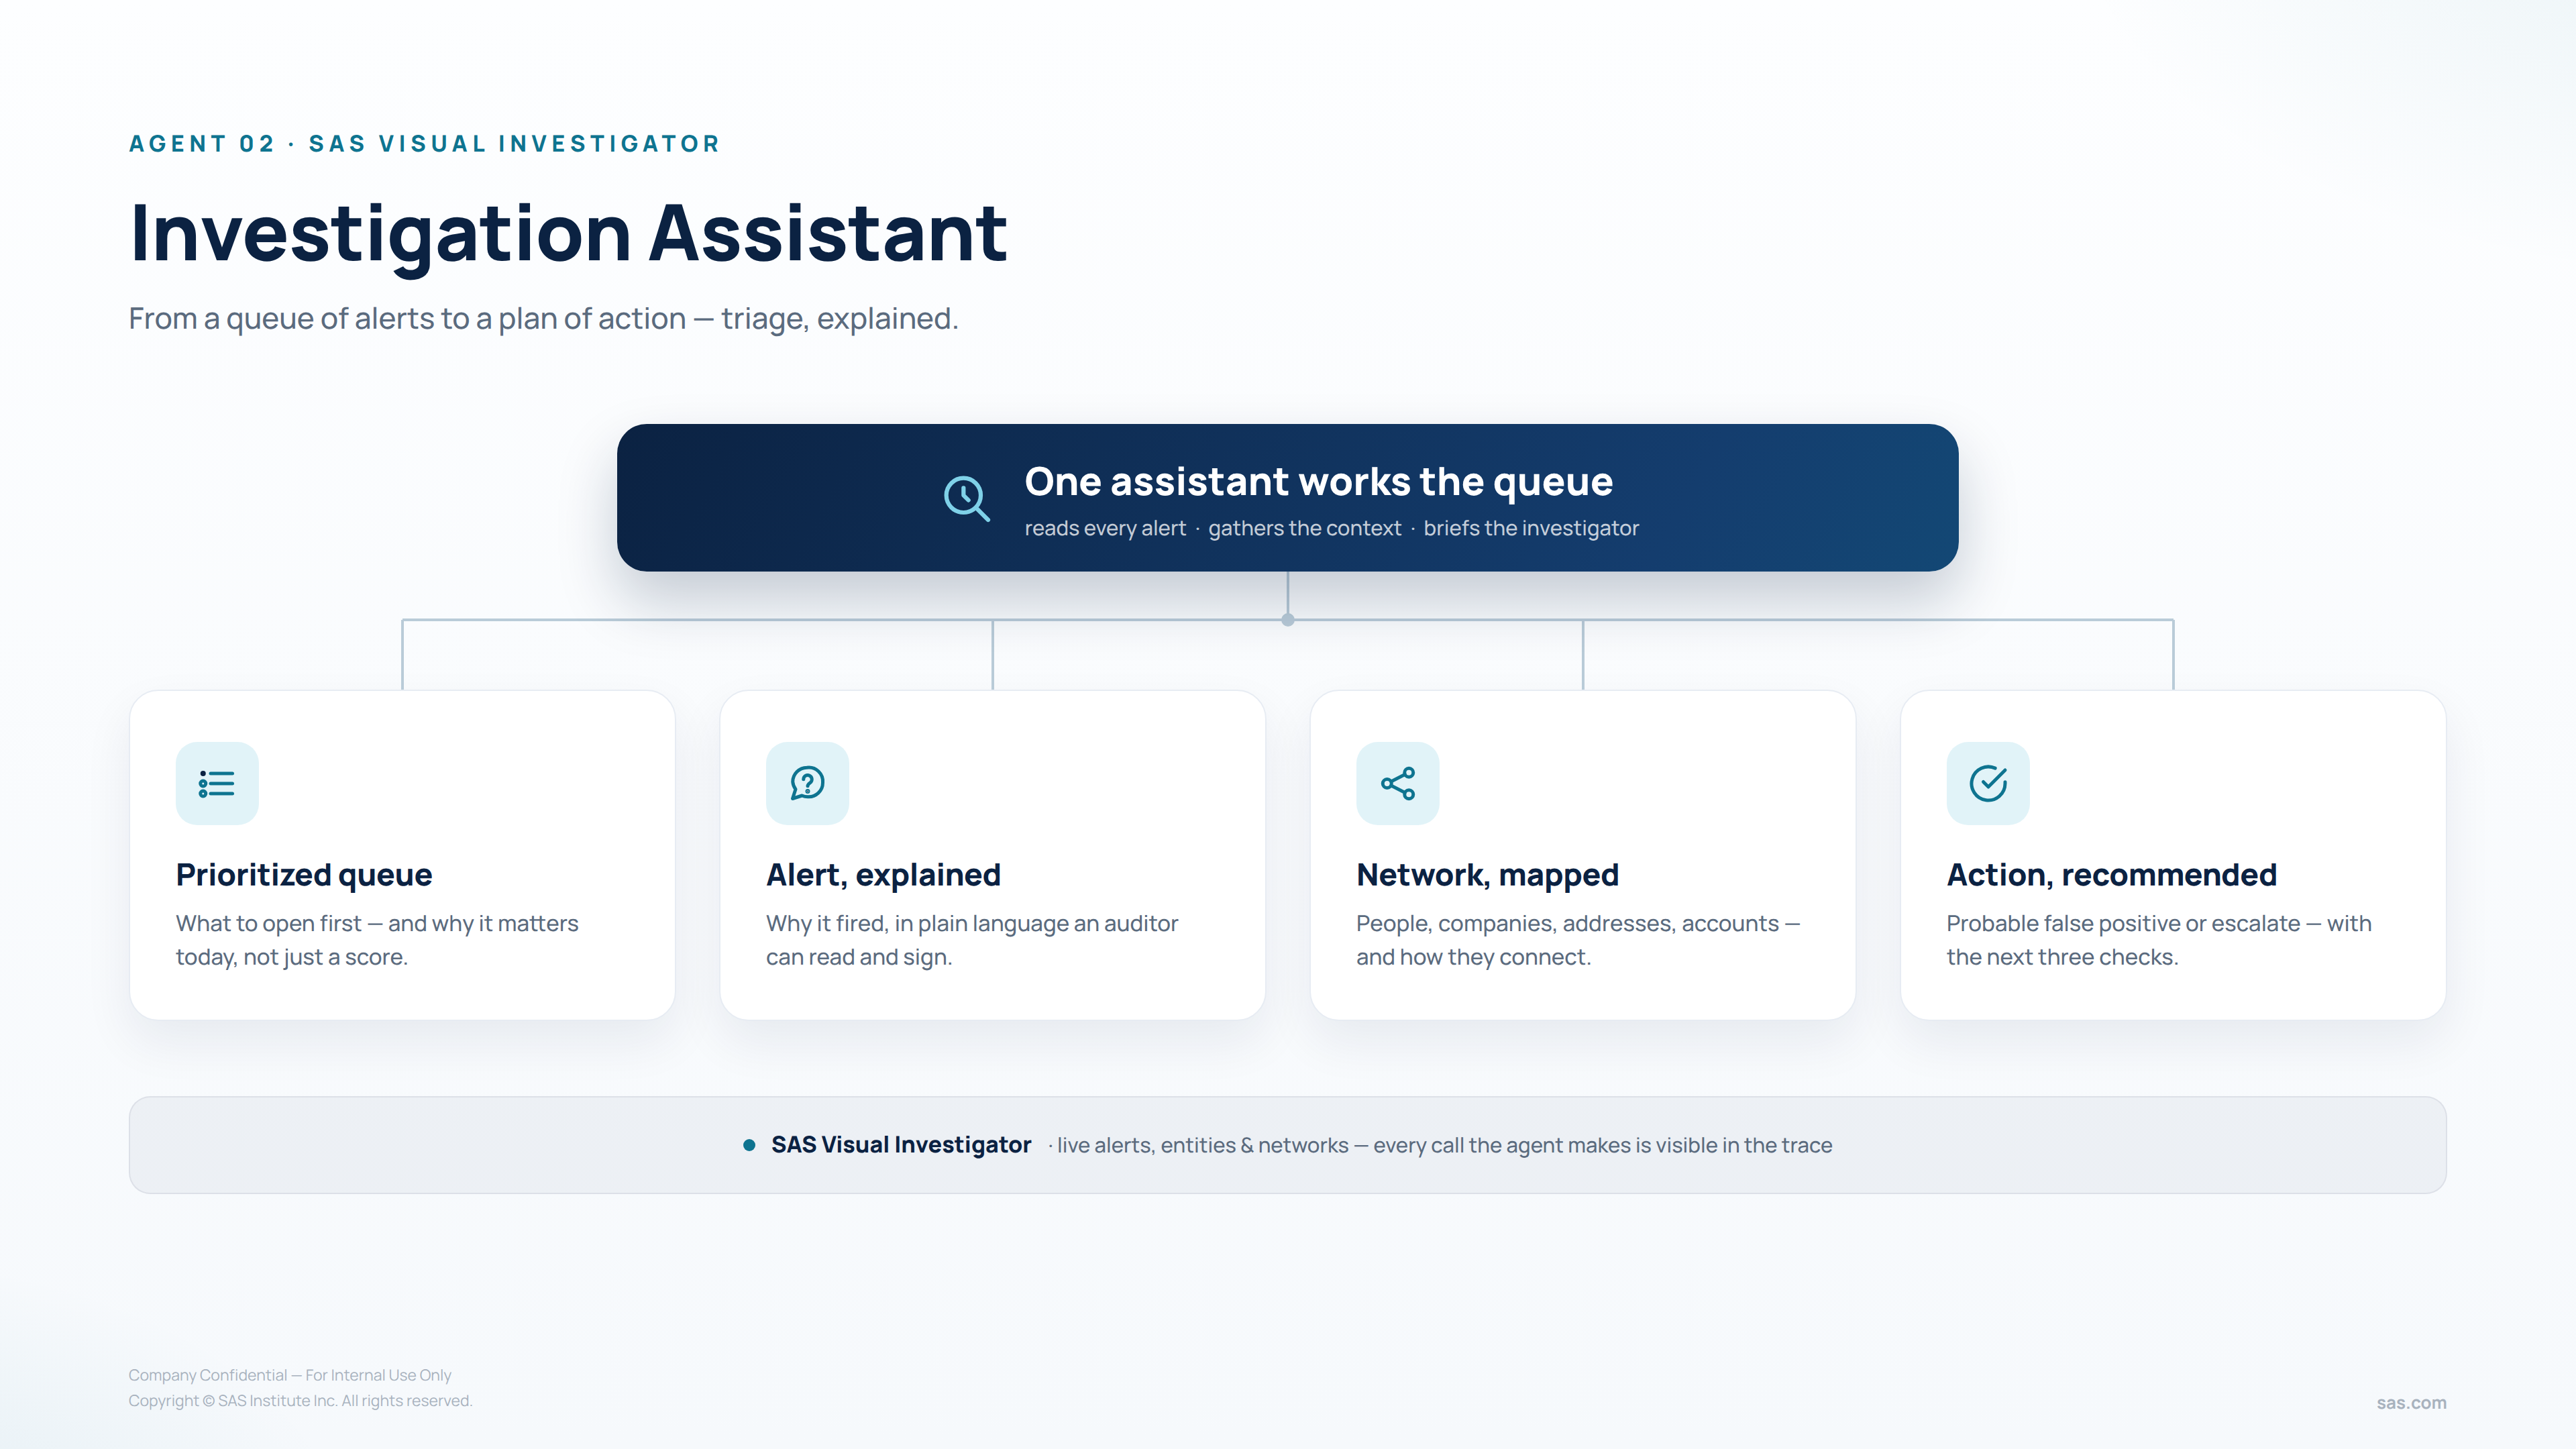 AGENT 02 · SAS VISUAL INVESTIGATOR
Investigation Assistant
From a queue of alerts to a plan of action — triage, explained.
One assistant works the queue
reads every alert · gathers the context · briefs the investigator
Prioritized queue
What to open first — and why it matters
today, not just a score.
Alert, explained
Why it fired, in plain language an auditor
can read and sign.
Network, mapped
People, companies, addresses, accounts —
and how they connect.
Action, recommended
Probable false positive or escalate — with
the next three checks.
SAS Visual Investigator · live alerts, entities & networks — every call the agent makes is visible in the trace
Company Confidential — For Internal Use Only
Copyright © SAS Institute Inc. All rights reserved.
sas.com